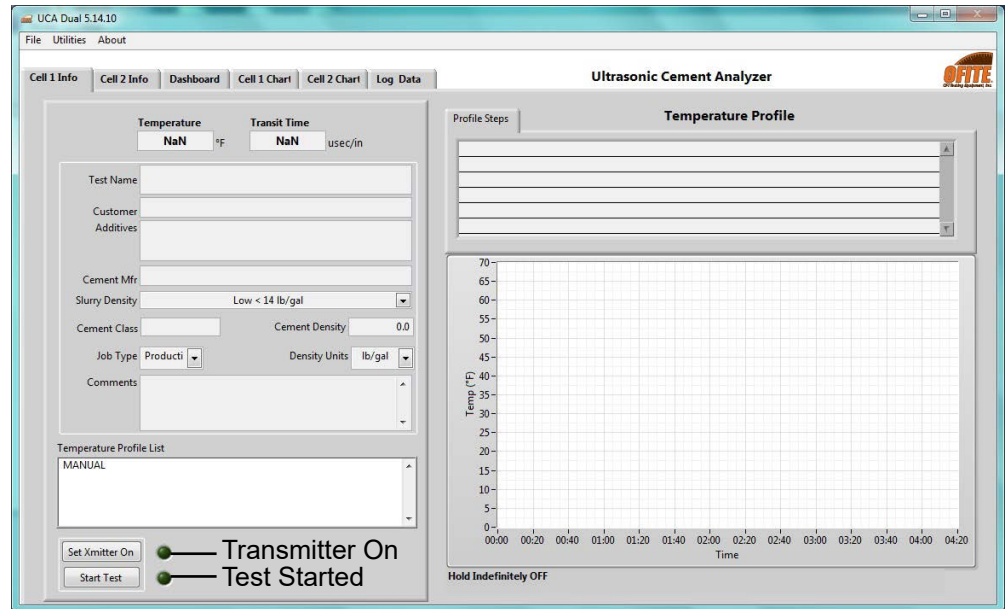 UCA Dual 5.14.10
File Utilities About
Cell 1 Info Cell 2 Info Dashboard Cell 1 Chart Cell 2 Chart Log Data
Ultrasonic Cement Analyzer
OFITE
Temperature Transit Time
NaN °F NaN usec/in
Test Name
Customer
Additives
Cement Mfr
Slurry Density Low < 14 lb/gal
Cement Class Cement Density 0.0
Job Type Producti Density Units lb/gal
Comments
Temperature Profile List
MANUAL
Set Xmitter On Transmitter On
Start Test Test Started
Profile Steps Temperature Profile
70
65
60
55
50
45
40
35
30
25
20
15
10
5
0
Temp (°F)
00:00 00:20 00:40 01:00 01:20 01:40 02:00 02:20 02:40 03:00 03:20 03:40 04:00 04:20
Time
Hold Indefinitely OFF